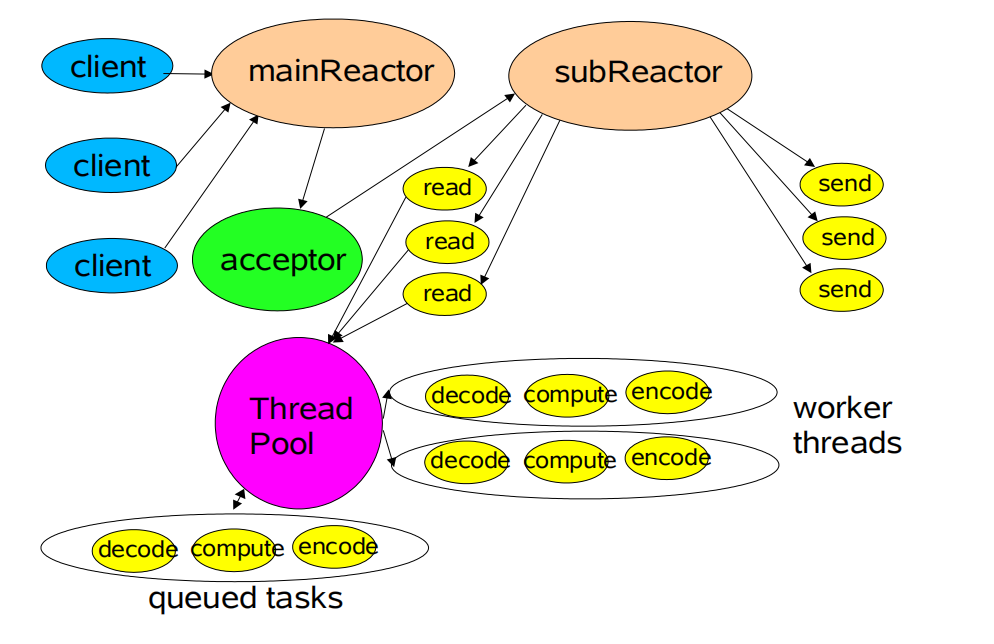 client
mainReactor
subReactor
client
client
acceptor
read
read
read
send
send
send
Thread
Pool
decode compute encode
decode compute encode
worker
threads
decode compute encode
queued tasks